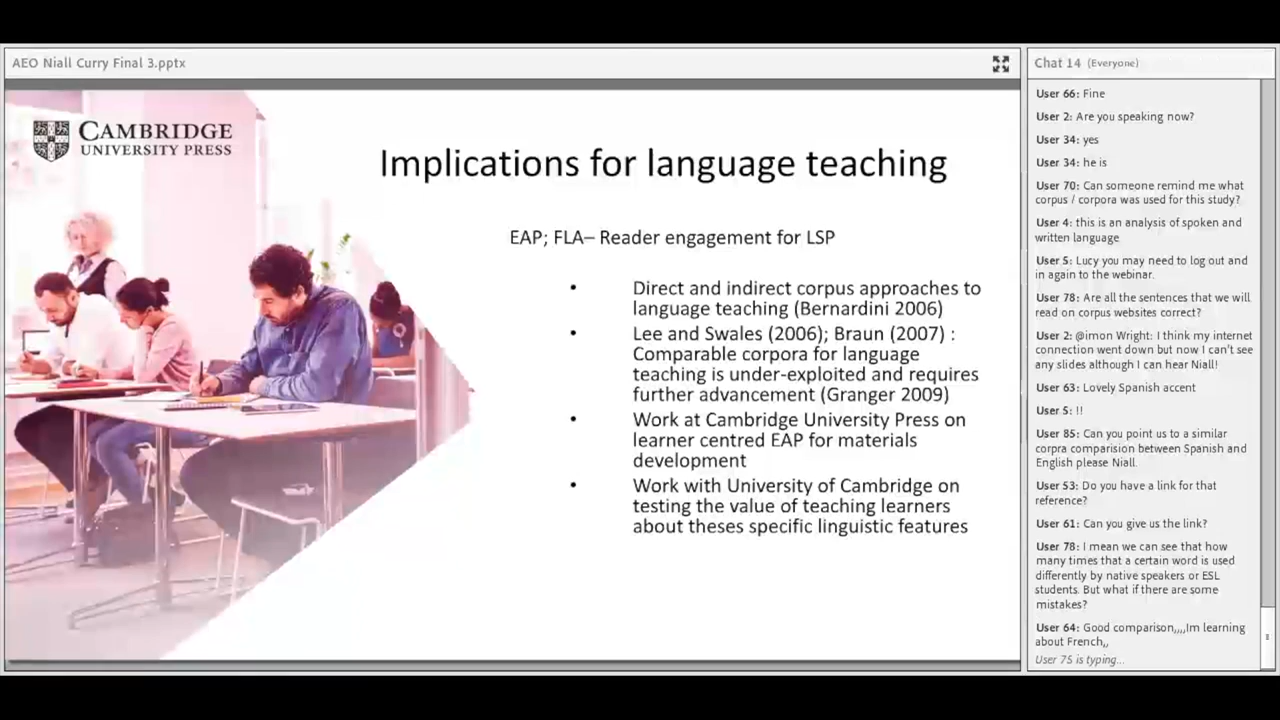 AEO Niall Curry Final 3.pptx
CAMBRIDGE
UNIVERSITY PRESS
Implications for language teaching
EAP; FLA– Reader engagement for LSP
• Direct and indirect corpus approaches to
language teaching (Bernardini 2006)
• Lee and Swales (2006); Braun (2007) :
Comparable corpora for language
teaching is under-exploited and requires
further advancement (Granger 2009)
• Work at Cambridge University Press on
learner centred EAP for materials
development
• Work with University of Cambridge on
testing the value of teaching learners
about theses specific linguistic features
Chat 14 (Everyone)
User 66: Fine
User 2: Are you speaking now?
User 34: yes
User 34: he is
User 70: Can someone remind me what
corpus / corpora was used for this study?
User 4: this is an analysis of spoken and
written language
User 5: Lucy you may need to log out and
in again to the webinar.
User 78: Are all the sentences that we will
read on corpus websites correct?
User 2: @imon Wright: I think my internet
connection went down but now I can't see
any slides although I can hear Niall!
User 63: Lovely Spanish accent
User 5: !!
User 85: Can you point us to a similar
corpra comparision between Spanish and
English please Niall.
User 53: Do you have a link for that
reference?
User 61: Can you give us the link?
User 78: I mean we can see that how
many times that a certain word is used
differently by native speakers or ESL
students. But what if there are some
mistakes?
User 64: Good comparison,,,,Im learning
about French,,
User 75 is typing...